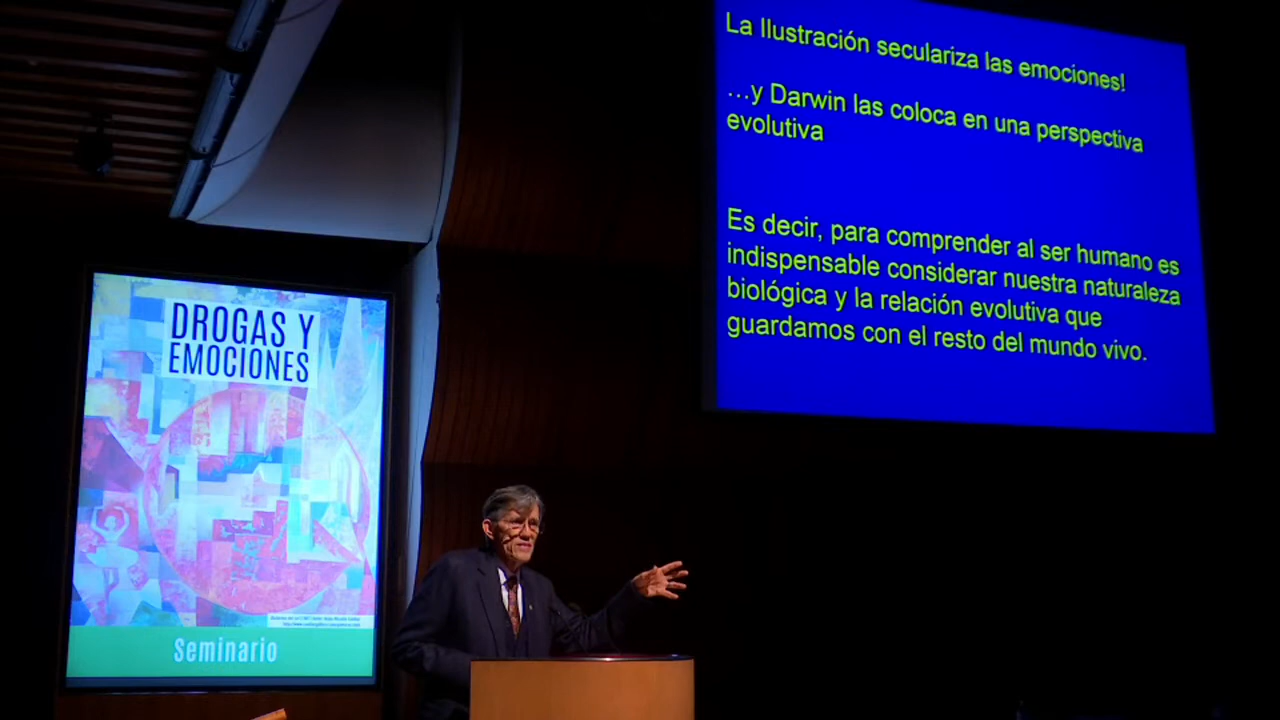 La Ilustración seculariza las emociones!
…y Darwin las coloca en una perspectiva
evolutiva
Es decir, para comprender al ser humano es
indispensable considerar nuestra naturaleza
biológica y la relación evolutiva que
guardamos con el resto del mundo vivo.
DROGAS Y
EMOCIONES
Seminario